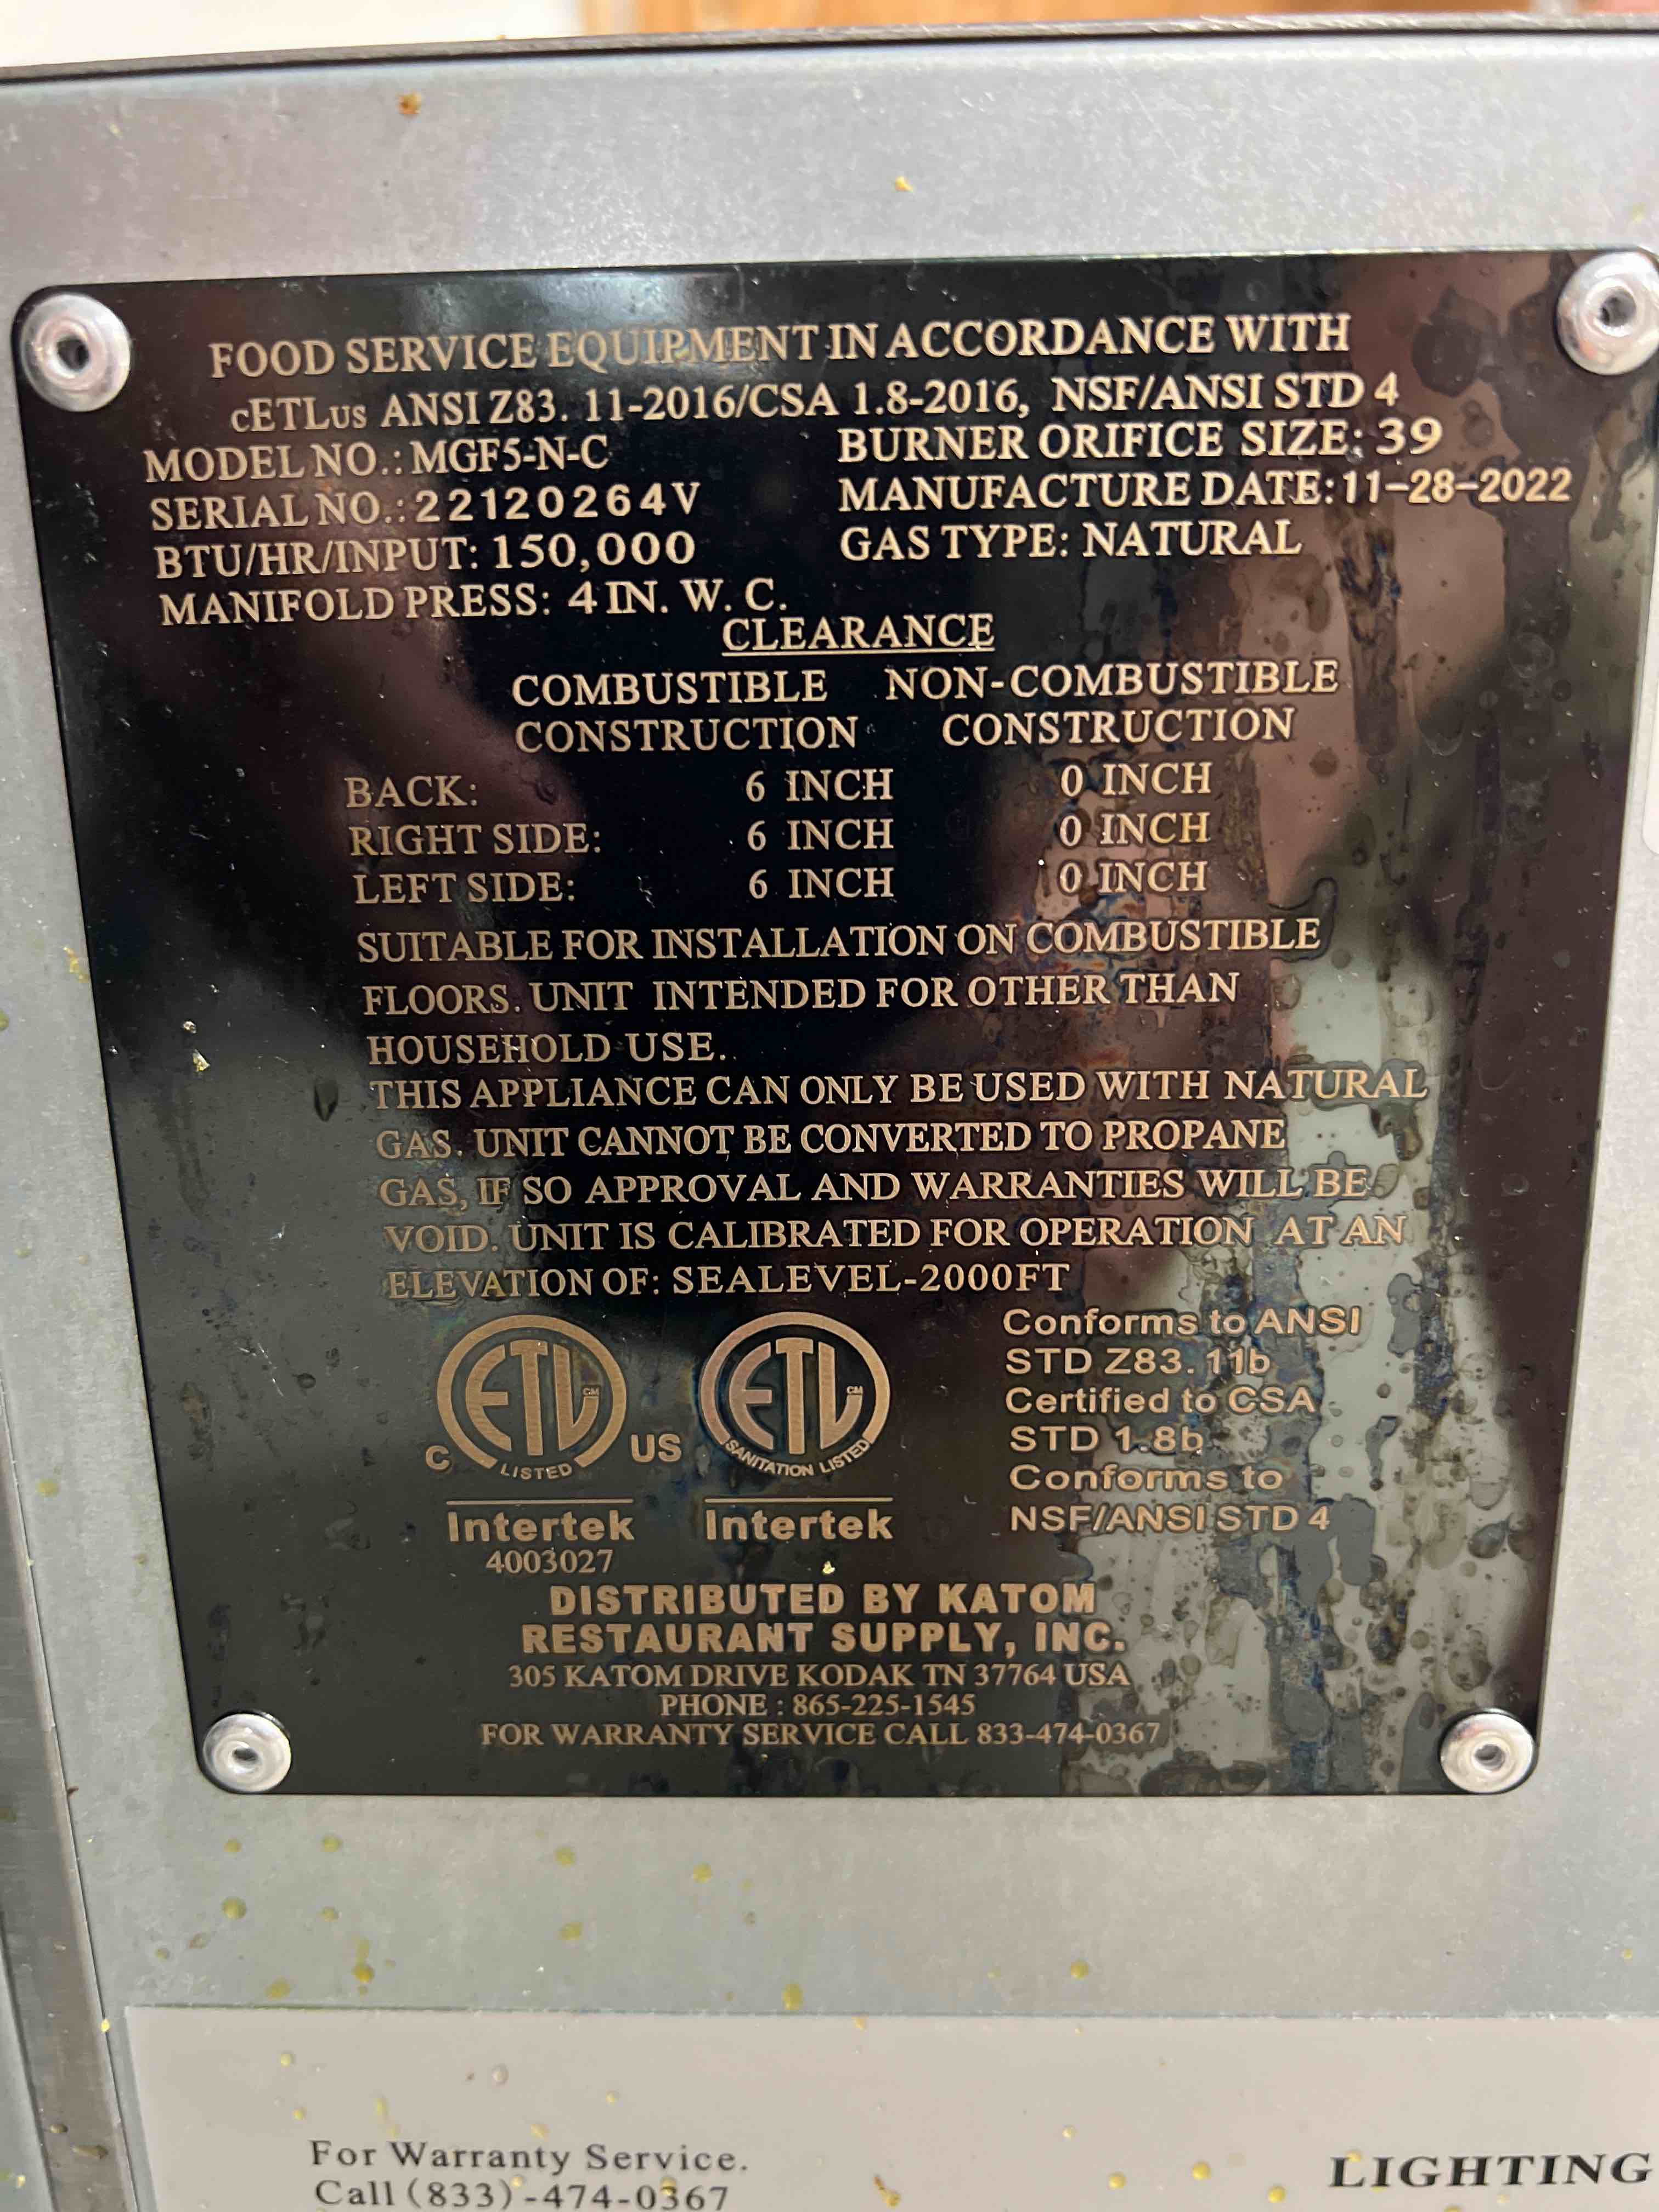 FOOD SERVICE EQUIPMENT IN ACCORDANCE WITH
cETLus ANSI Z83. 11-2016/CSA 1.8-2016, NSF/ANSI STD 4
MODEL NO.: MGF5-N-C BURNER ORIFICE SIZE: 39
SERIAL NO.: 22120264V MANUFACTURE DATE: 11-28-2022
BTU/HR/INPUT: 150,000 GAS TYPE: NATURAL
MANIFOLD PRESS: 4 IN. W. C.
CLEARANCE
COMBUSTIBLE NON-COMBUSTIBLE
CONSTRUCTION CONSTRUCTION
BACK: 6 INCH 0 INCH
RIGHT SIDE: 6 INCH 0 INCH
LEFT SIDE: 6 INCH 0 INCH
SUITABLE FOR INSTALLATION ON COMBUSTIBLE
FLOORS. UNIT INTENDED FOR OTHER THAN
HOUSEHOLD USE.
THIS APPLIANCE CAN ONLY BE USED WITH NATURAL
GAS. UNIT CANNOT BE CONVERTED TO PROPANE
GAS, IF SO APPROVAL AND WARRANTIES WILL BE
VOID. UNIT IS CALIBRATED FOR OPERATION AT AN
ELEVATION OF: SEALEVEL-2000FT
C ETL CM LISTED US
Intertek
4003027
ETL CM SANITATION LISTED
Intertek
Conforms to ANSI
STD Z83. 11b
Certified to CSA
STD 1.8b
Conforms to
NSF/ANSI STD 4
DISTRIBUTED BY KATOM
RESTAURANT SUPPLY, INC.
305 KATOM DRIVE KODAK TN 37764 USA
PHONE : 865-225-1545
FOR WARRANTY SERVICE CALL 833-474-0367
For Warranty Service.
Call (833)-474-0367
LIGHTING